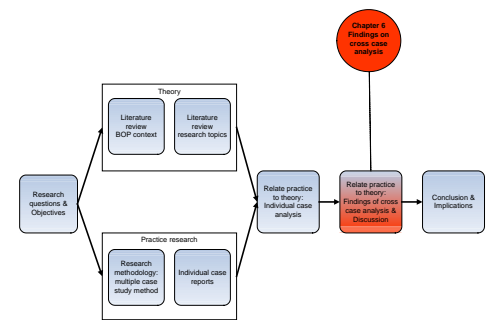 Chapter 6
Findings on
cross case
analysis
Theory
Literature
review
BOP context
Literature
review
research topics
Research
questions &
Objectives
Relate practice
to theory:
Individual case
analysis
Relate practice
to theory:
Findings of cross
case analysis &
Discussion
Conclusion &
Implications
Practice research
Research
methodology:
multiple case
study method
Individual case
reports